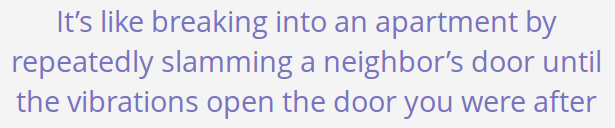 It’s like breaking into an apartment by
repeatedly slamming a neighbor’s door until
the vibrations open the door you were after